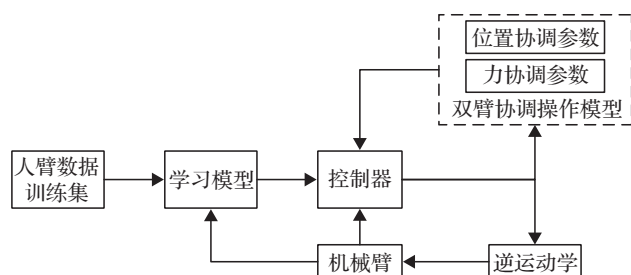 位置协调参数
力协调参数
双臂协调操作模型
人臂数据
训练集
学习模型
控制器
机械臂
逆运动学